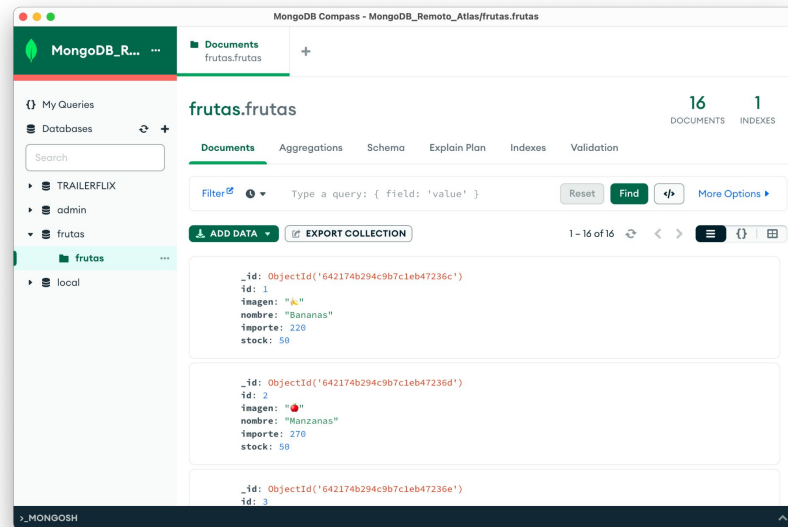 MongoDB Compass - MongoDB_Remoto_Atlas/frutas.frutas
MongoDB_R... ...
Documents
frutas.frutas
+
{} My Queries
Databases
Search
TRAILERFLIX
admin
frutas
frutas ...
local
frutas.frutas
16
DOCUMENTS
1
INDEXES
Documents Aggregations Schema Explain Plan Indexes Validation
Filter Type a query: { field: 'value' } Reset Find </> More Options
ADD DATA EXPORT COLLECTION 1 – 16 of 16 {}
_id: ObjectId('642174b294c9b7c1eb47236c')
id: 1
imagen: "🍌"
nombre: "Bananas"
importe: 220
stock: 50
_id: ObjectId('642174b294c9b7c1eb47236d')
id: 2
imagen: "🍎"
nombre: "Manzanas"
importe: 270
stock: 50
_id: ObjectId('642174b294c9b7c1eb47236e')
id: 3
>_MONGOSH